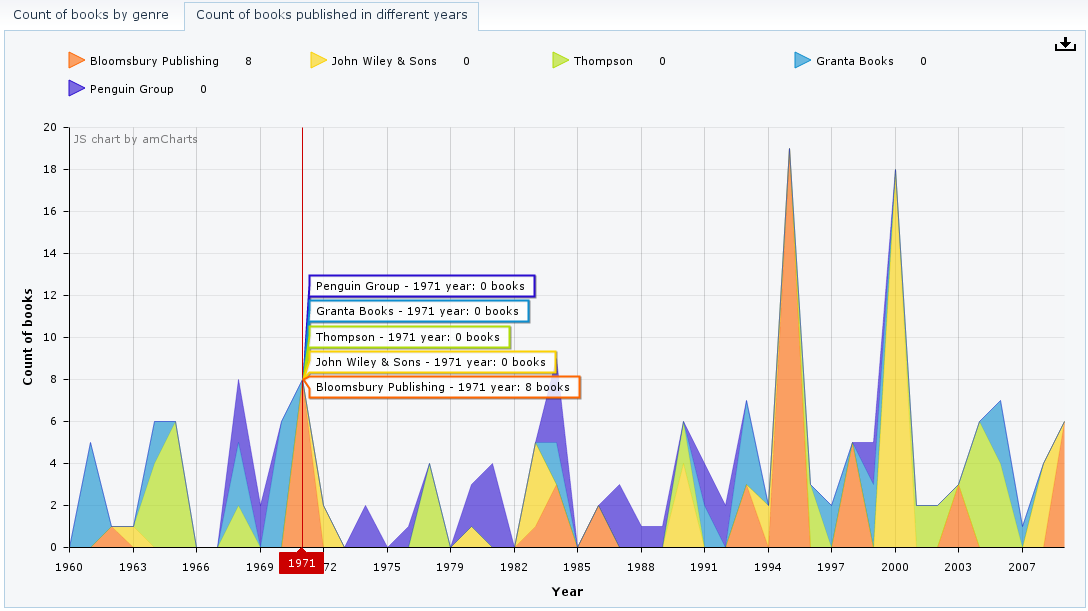 Count of books by genre
Count of books published in different years
Bloomsbury Publishing 8
John Wiley & Sons 0
Thompson 0
Granta Books 0
Penguin Group 0
JS chart by amCharts
20
18
16
14
12
10
8
6
4
2
0
Count of books
Penguin Group - 1971 year: 0 books
Granta Books - 1971 year: 0 books
Thompson - 1971 year: 0 books
John Wiley & Sons - 1971 year: 0 books
Bloomsbury Publishing - 1971 year: 8 books
1960 1963 1966 1969 1971 72 1975 1979 1982 1985 1988 1991 1994 1997 2000 2003 2007
Year